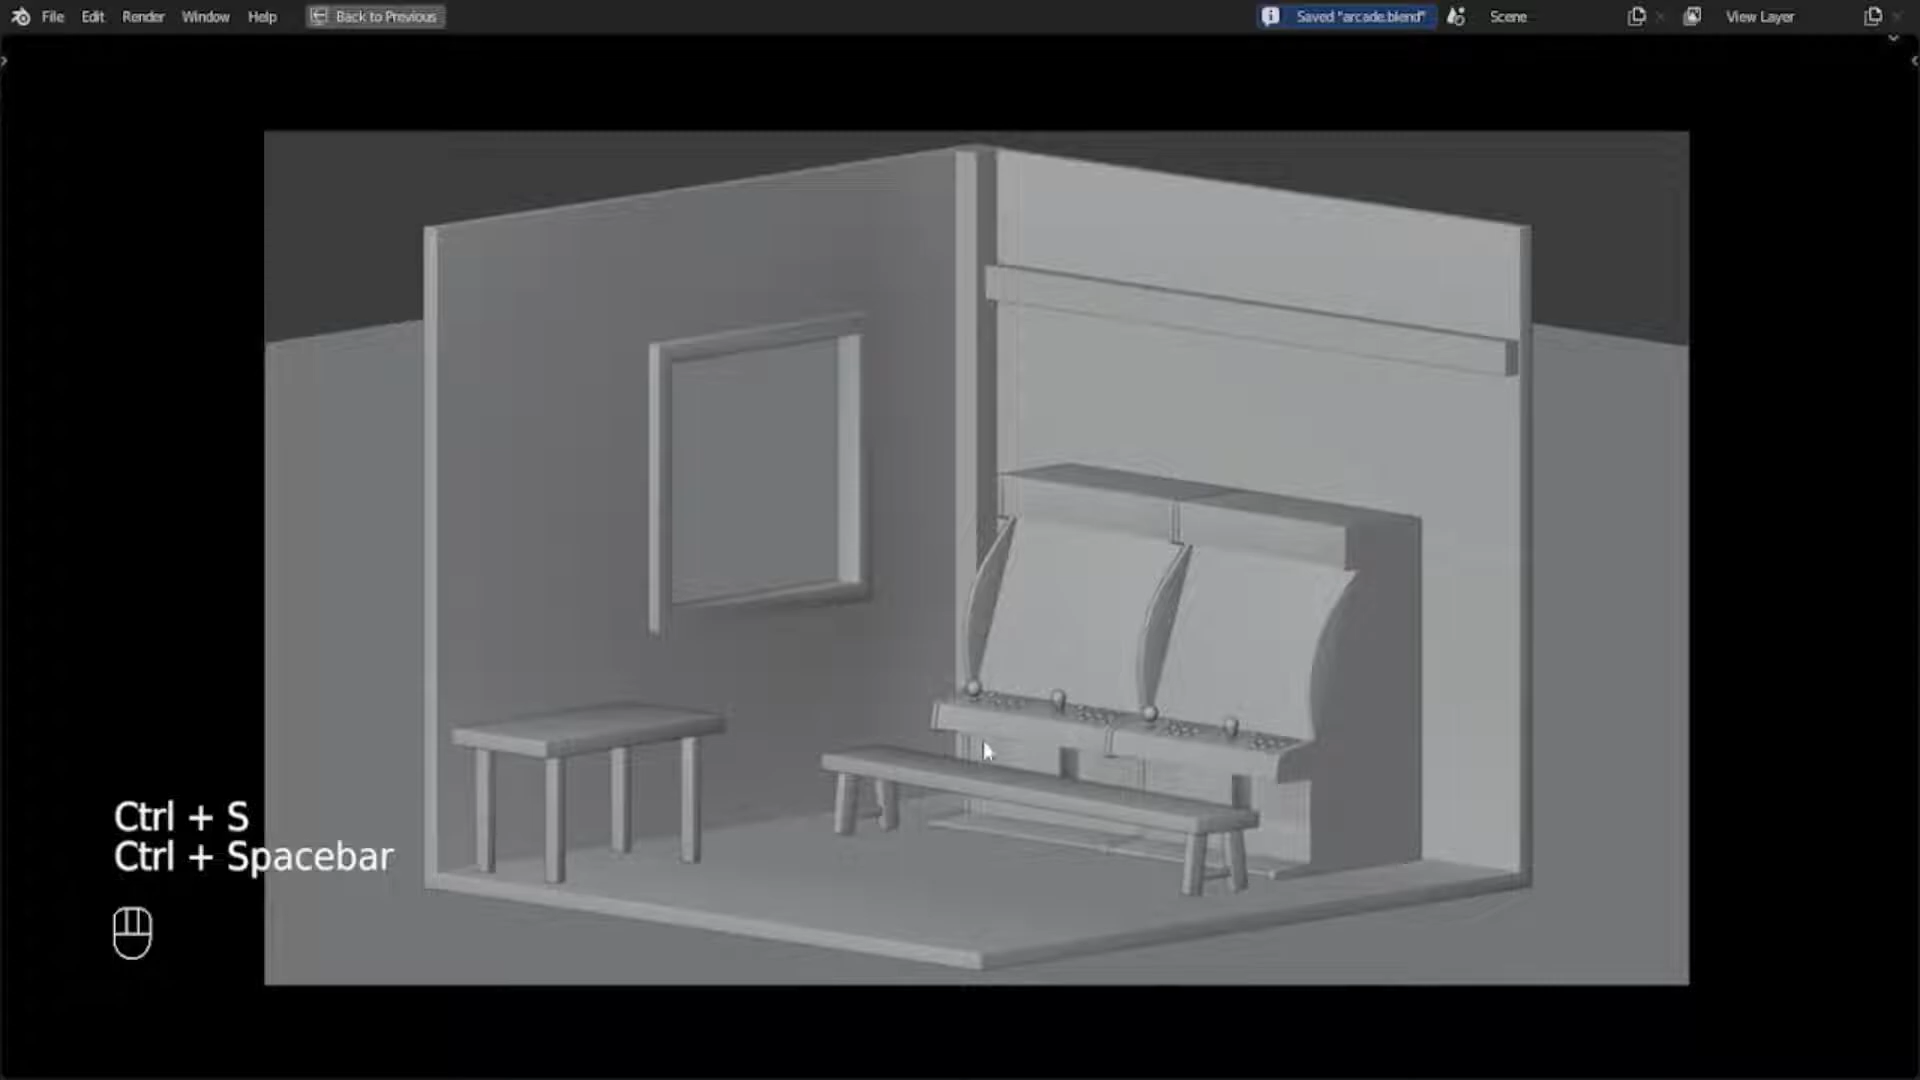 File Edit Render Window Help Back to Previous Saved "arcade.blend" Scene View Layer
Ctrl + S
Ctrl + Spacebar